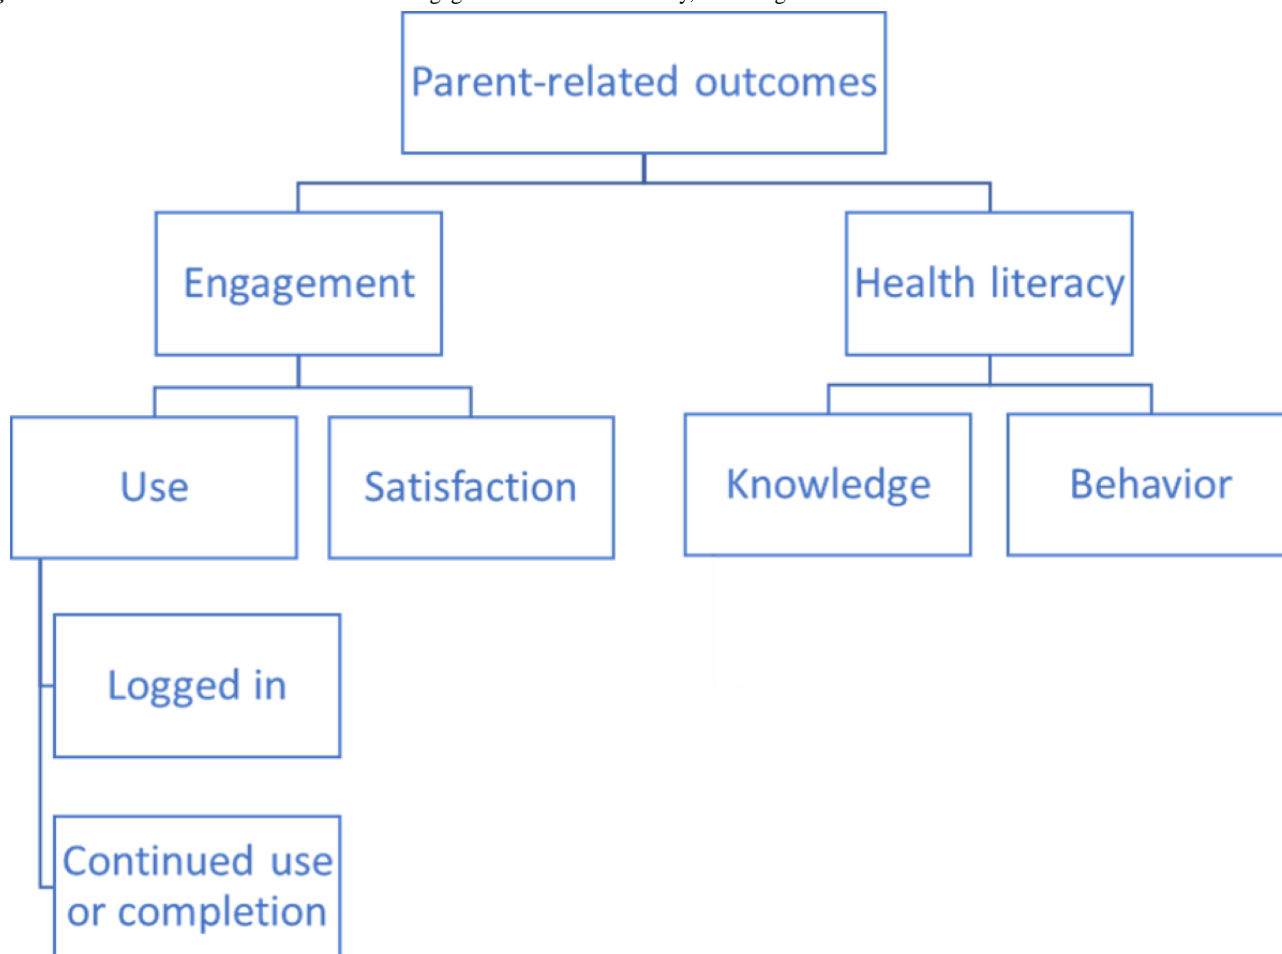 Parent-related outcomes
Engagement
Health literacy
Use
Satisfaction
Knowledge
Behavior
Logged in
Continued use
or completion